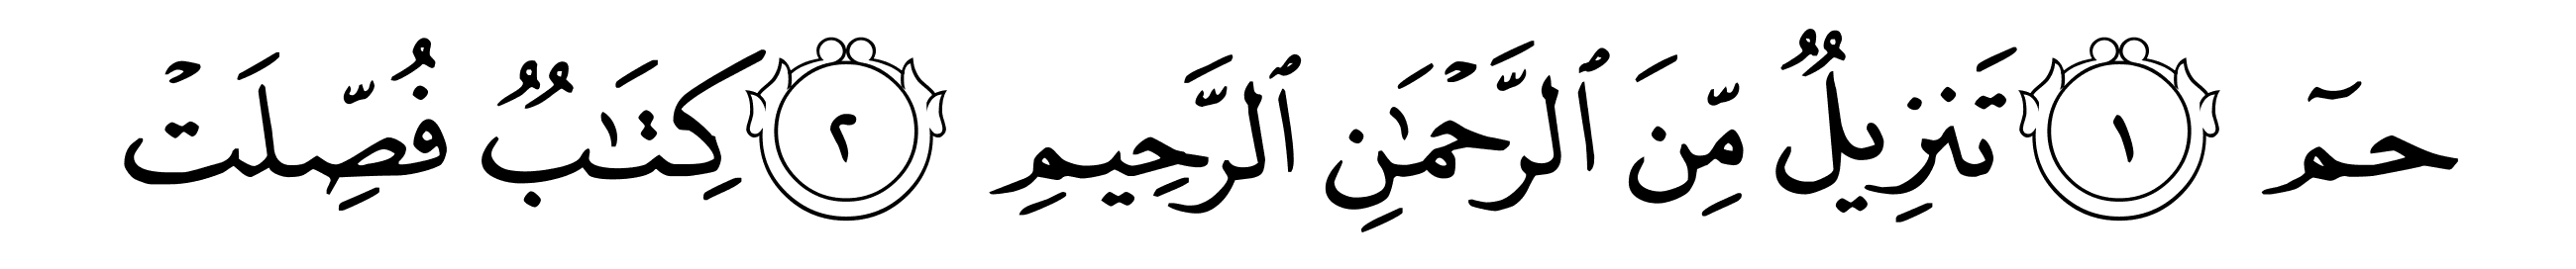 حمٓ ١ تَنزِيلٌ مِّنَ ٱلرَّحْمَٰنِ ٱلرَّحِيمِ ٢ كِتَٰبٌ فُصِّلَتْ